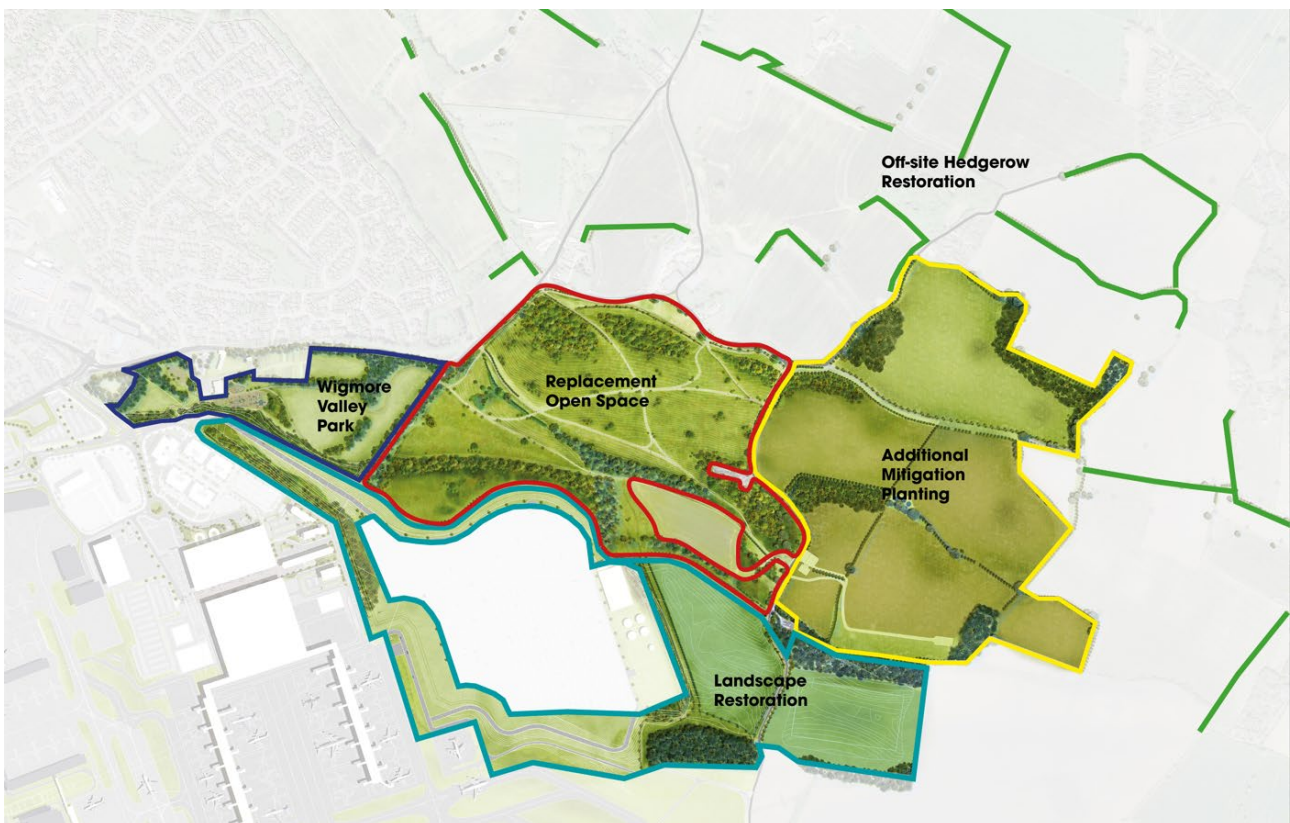 Off-site Hedgerow
Restoration
Wigmore
Valley
Park
Replacement
Open Space
Additional
Mitigation
Planting
Landscape
Restoration